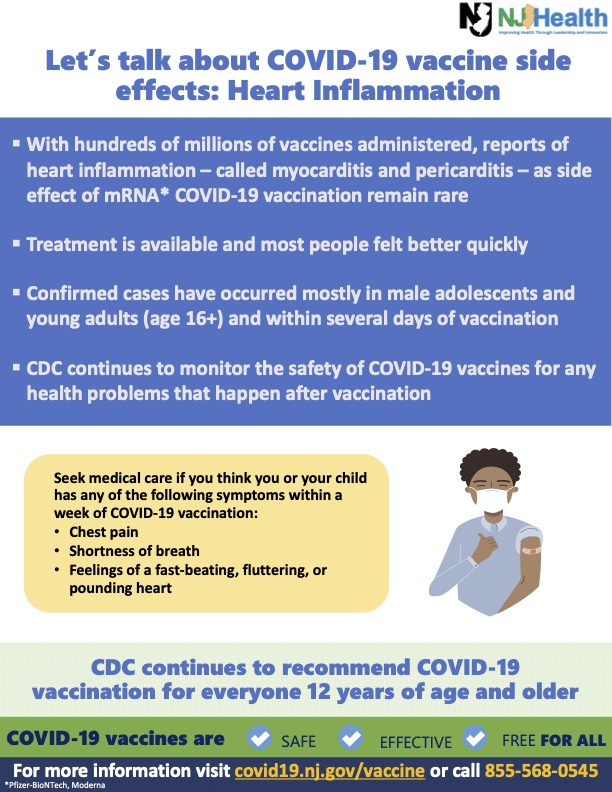 NJ Health
Improving Health Through Leadership and Innovation
Let's talk about COVID-19 vaccine side
effects: Heart Inflammation
▪ With hundreds of millions of vaccines administered, reports of
heart inflammation – called myocarditis and pericarditis – as side
effect of mRNA* COVID-19 vaccination remain rare
▪ Treatment is available and most people felt better quickly
▪ Confirmed cases have occurred mostly in male adolescents and
young adults (age 16+) and within several days of vaccination
▪ CDC continues to monitor the safety of COVID-19 vaccines for any
health problems that happen after vaccination
Seek medical care if you think you or your child
has any of the following symptoms within a
week of COVID-19 vaccination:
• Chest pain
• Shortness of breath
• Feelings of a fast-beating, fluttering, or
pounding heart
CDC continues to recommend COVID-19
vaccination for everyone 12 years of age and older
COVID-19 vaccines are SAFE EFFECTIVE FREE FOR ALL
For more information visit covid19.nj.gov/vaccine or call 855-568-0545
*Pfizer-BioNTech, Moderna